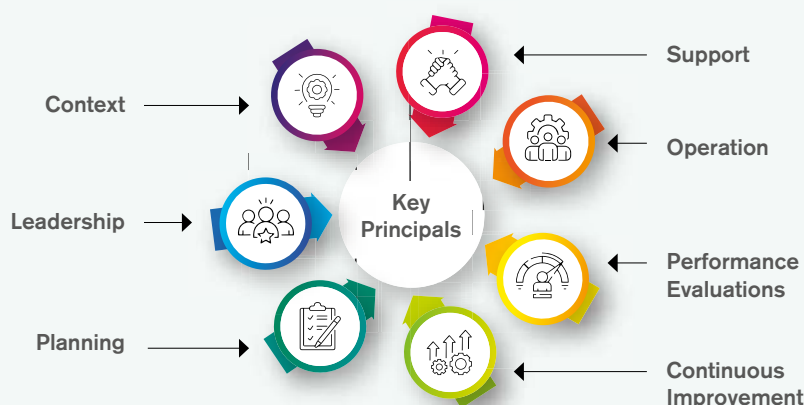 Support
Context
Operation
Key
Principals
Leadership
Performance
Evaluations
Planning
Continuous
Improvement